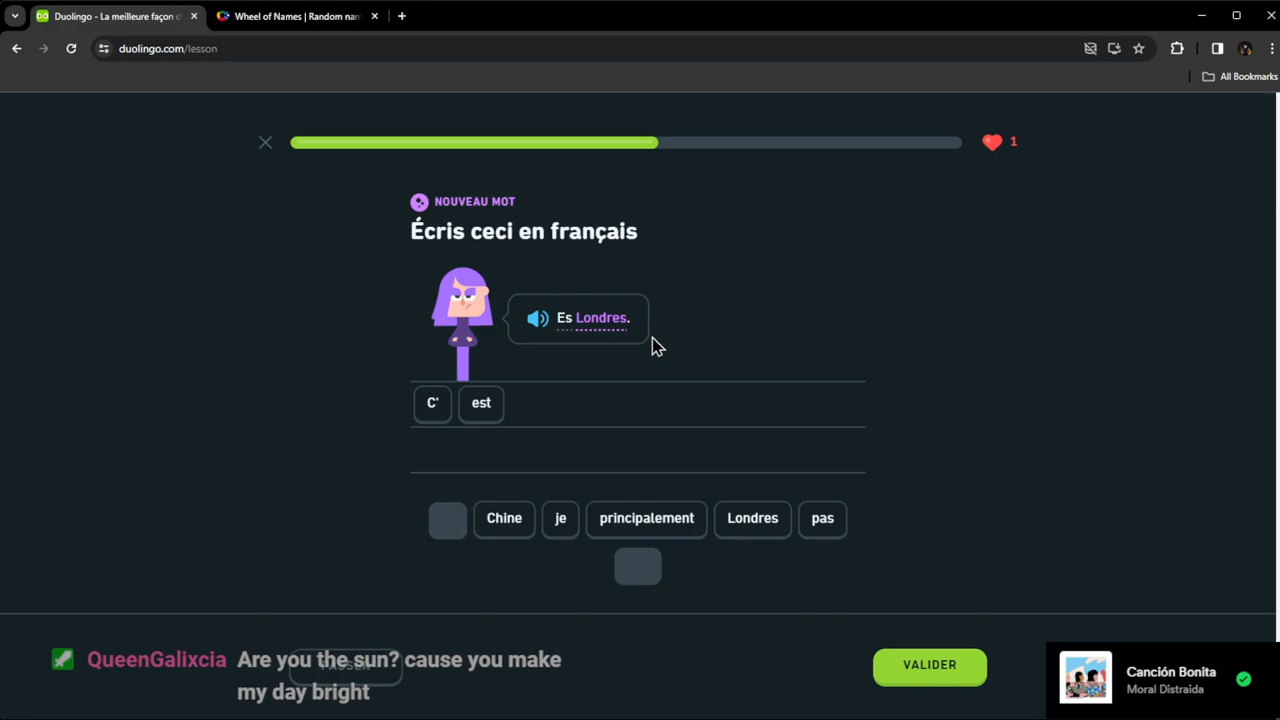 Duolingo - La meilleure façon d
Wheel of Names | Random nam
duolingo.com/lesson
All Bookmarks
1
NOUVEAU MOT
Écris ceci en français
Es Londres.
C' est
Chine je principalement Londres pas
QueenGalixcia Are you the sun? cause you make
my day bright
VALIDER
Canción Bonita
Moral Distraida